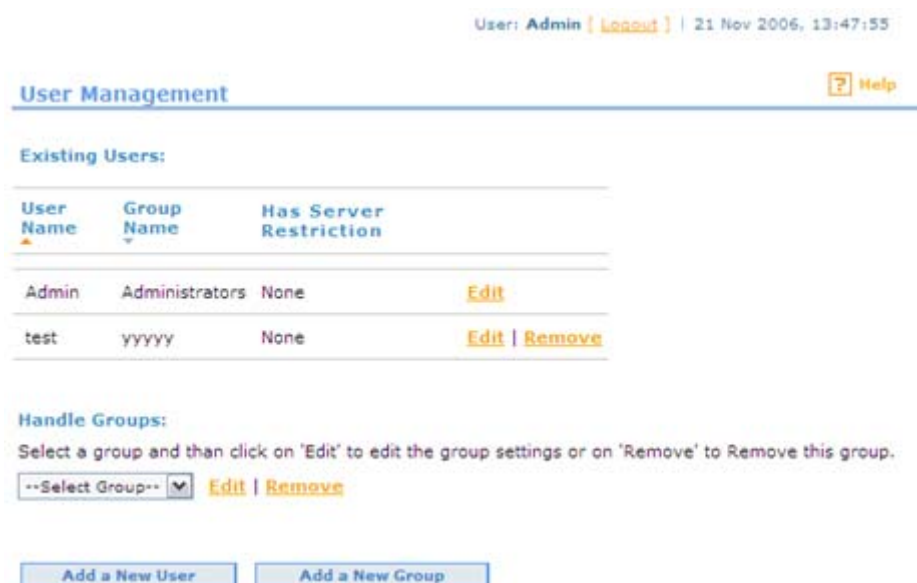 User: Admin [ Logout ] | 21 Nov 2006, 13:47:55
User Management
? Help
Existing Users:
User Name Group Name Has Server Restriction
Admin Administrators None Edit
test yyyyy None Edit | Remove
Handle Groups:
Select a group and than click on 'Edit' to edit the group settings or on 'Remove' to Remove this group.
--Select Group-- Edit | Remove
Add a New User Add a New Group